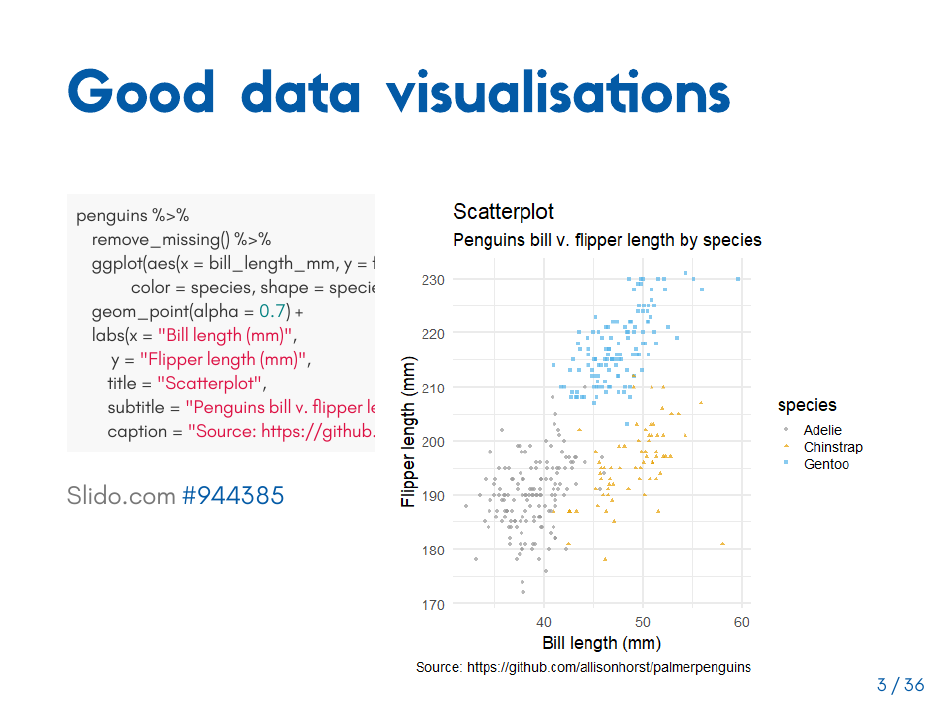 Good data visualisations
penguins %>%
remove_missing() %>%
ggplot(aes(x = bill_length_mm, y =
color = species, shape =
geom_point(alpha = 0.7) +
labs(x = "Bill length (mm)",
y = "Flipper length (mm)",
title = "Scatterplot",
subtitle = "Penguins bill v. flipper
caption = "Source: https://github.
Slido.com #944385
Scatterplot
Penguins bill v. flipper length by species
Flipper length (mm)
230
220
210
200
190
180
170
40 50 60
Bill length (mm)
Source: https://github.com/allisonhorst/palmerpenguins
species
Adelie
Chinstrap
Gentoo
3 / 36